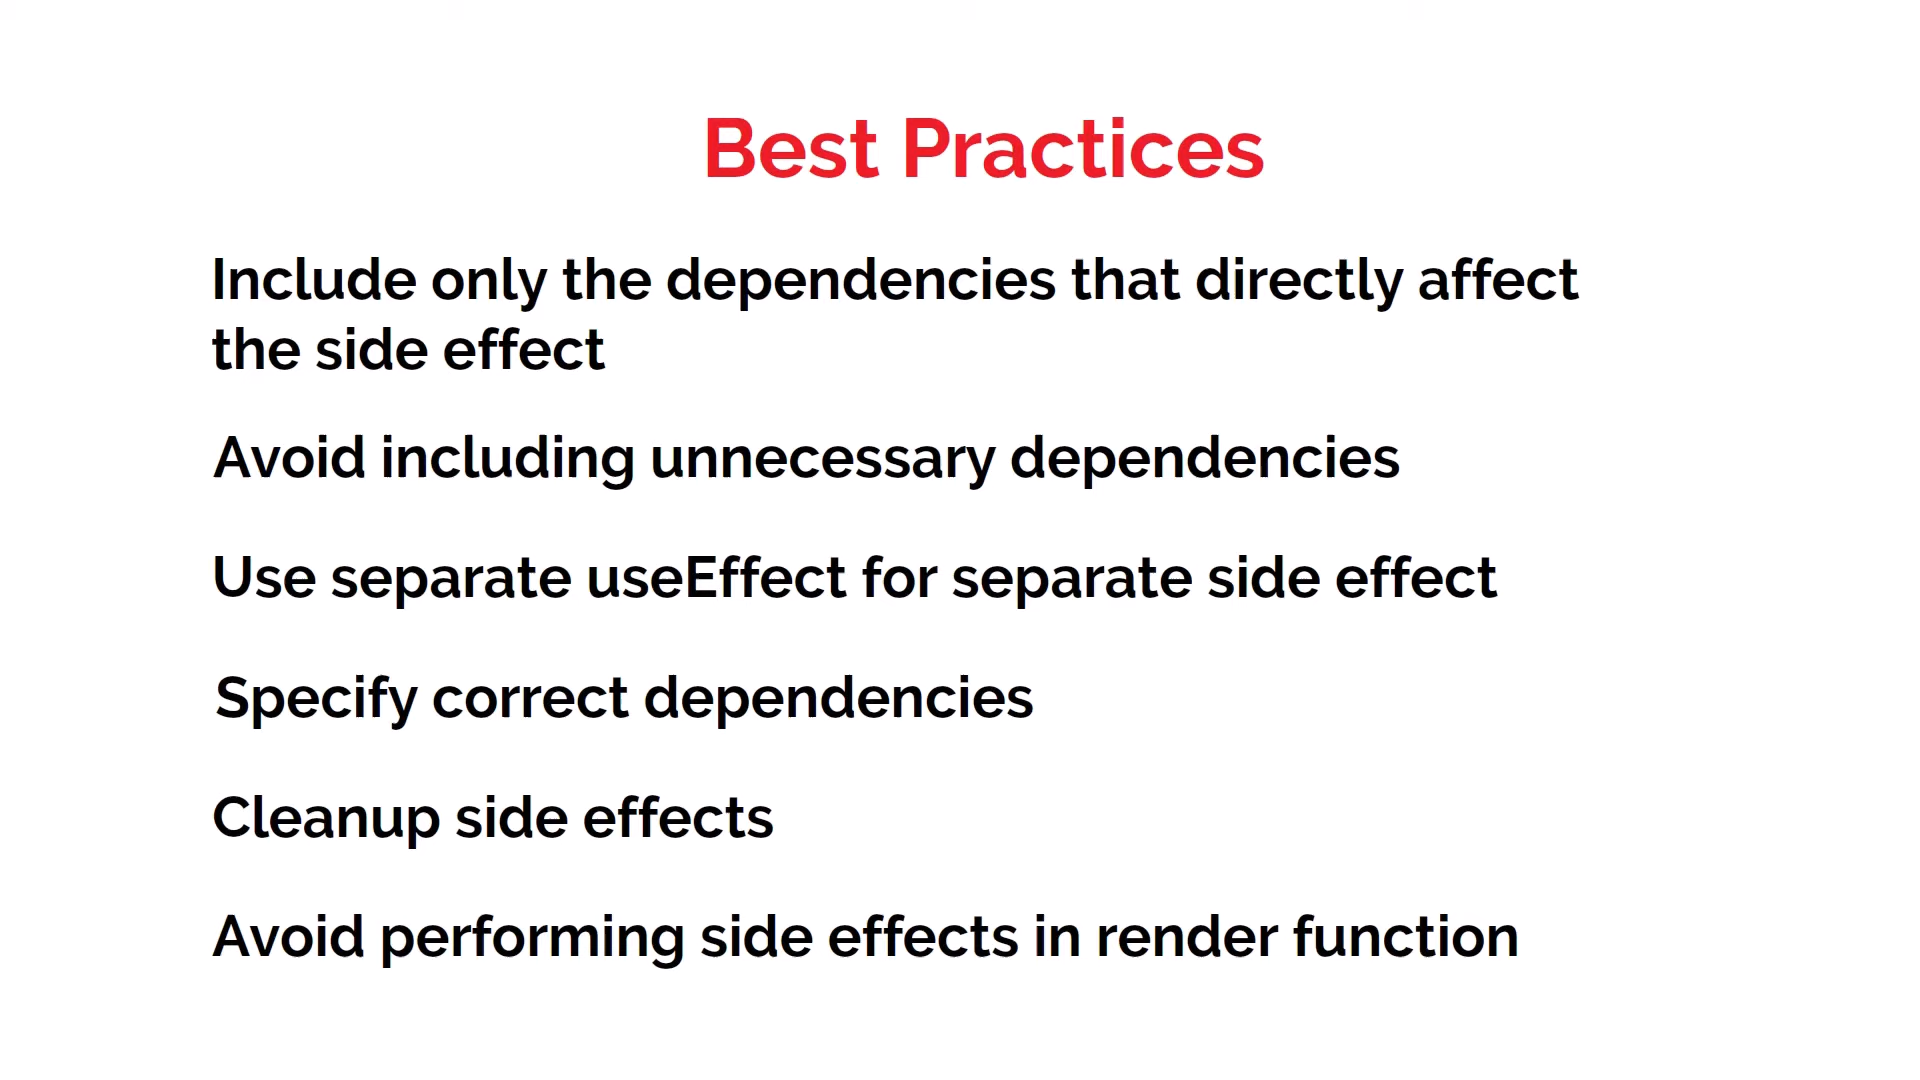 Best Practices
Include only the dependencies that directly affect
the side effect
Avoid including unnecessary dependencies
Use separate useEffect for separate side effect
Specify correct dependencies
Cleanup side effects
Avoid performing side effects in render function